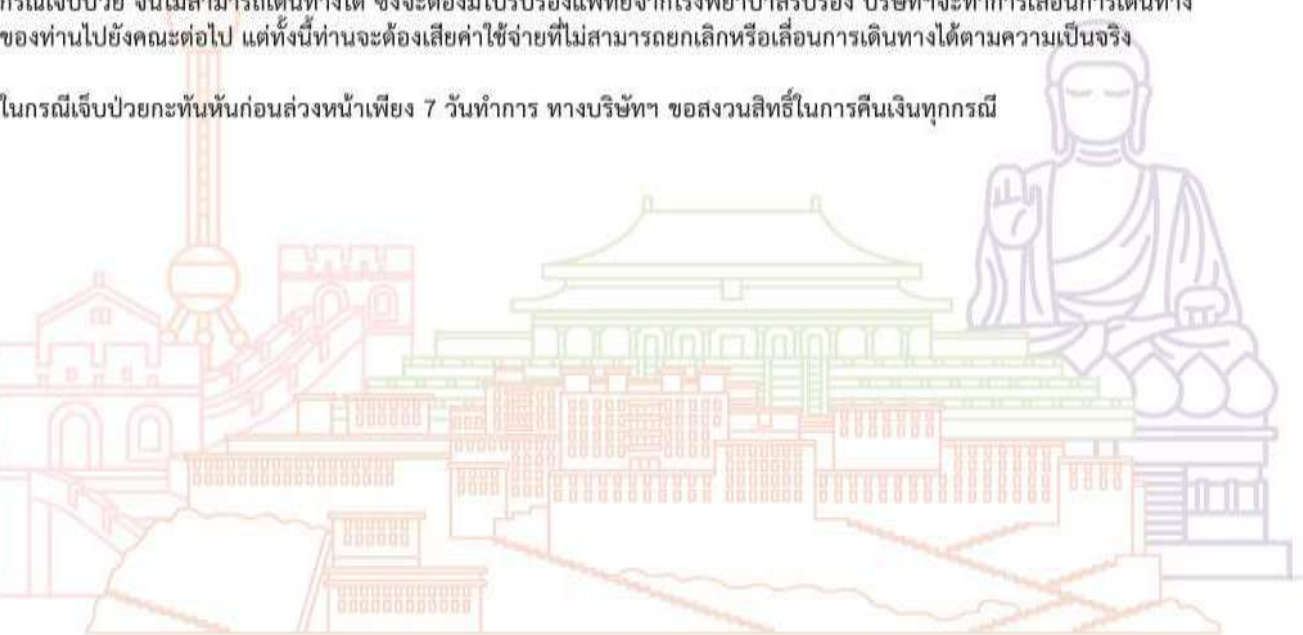 กรณีเจ็บป่วย จนไม่สามารถเดินทางได้ ซึ่งจะต้องมีใบรับรองแพทย์จากโรงพยาบาลรับรอง บริษัทฯจะทำการเลื่อนการเดินทาง
ของท่านไปยังคณะต่อไป แต่ทั้งนี้ท่านจะต้องเสียค่าใช้จ่ายที่ไม่สามารถยกเลิกหรือเลื่อนการเดินทางได้ตามความเป็นจริง
ในกรณีเจ็บป่วยกะทันหันก่อนล่วงหน้าเพียง 7 วันทำการ ทางบริษัทฯ ขอสงวนสิทธิ์ในการคืนเงินทุกกรณี